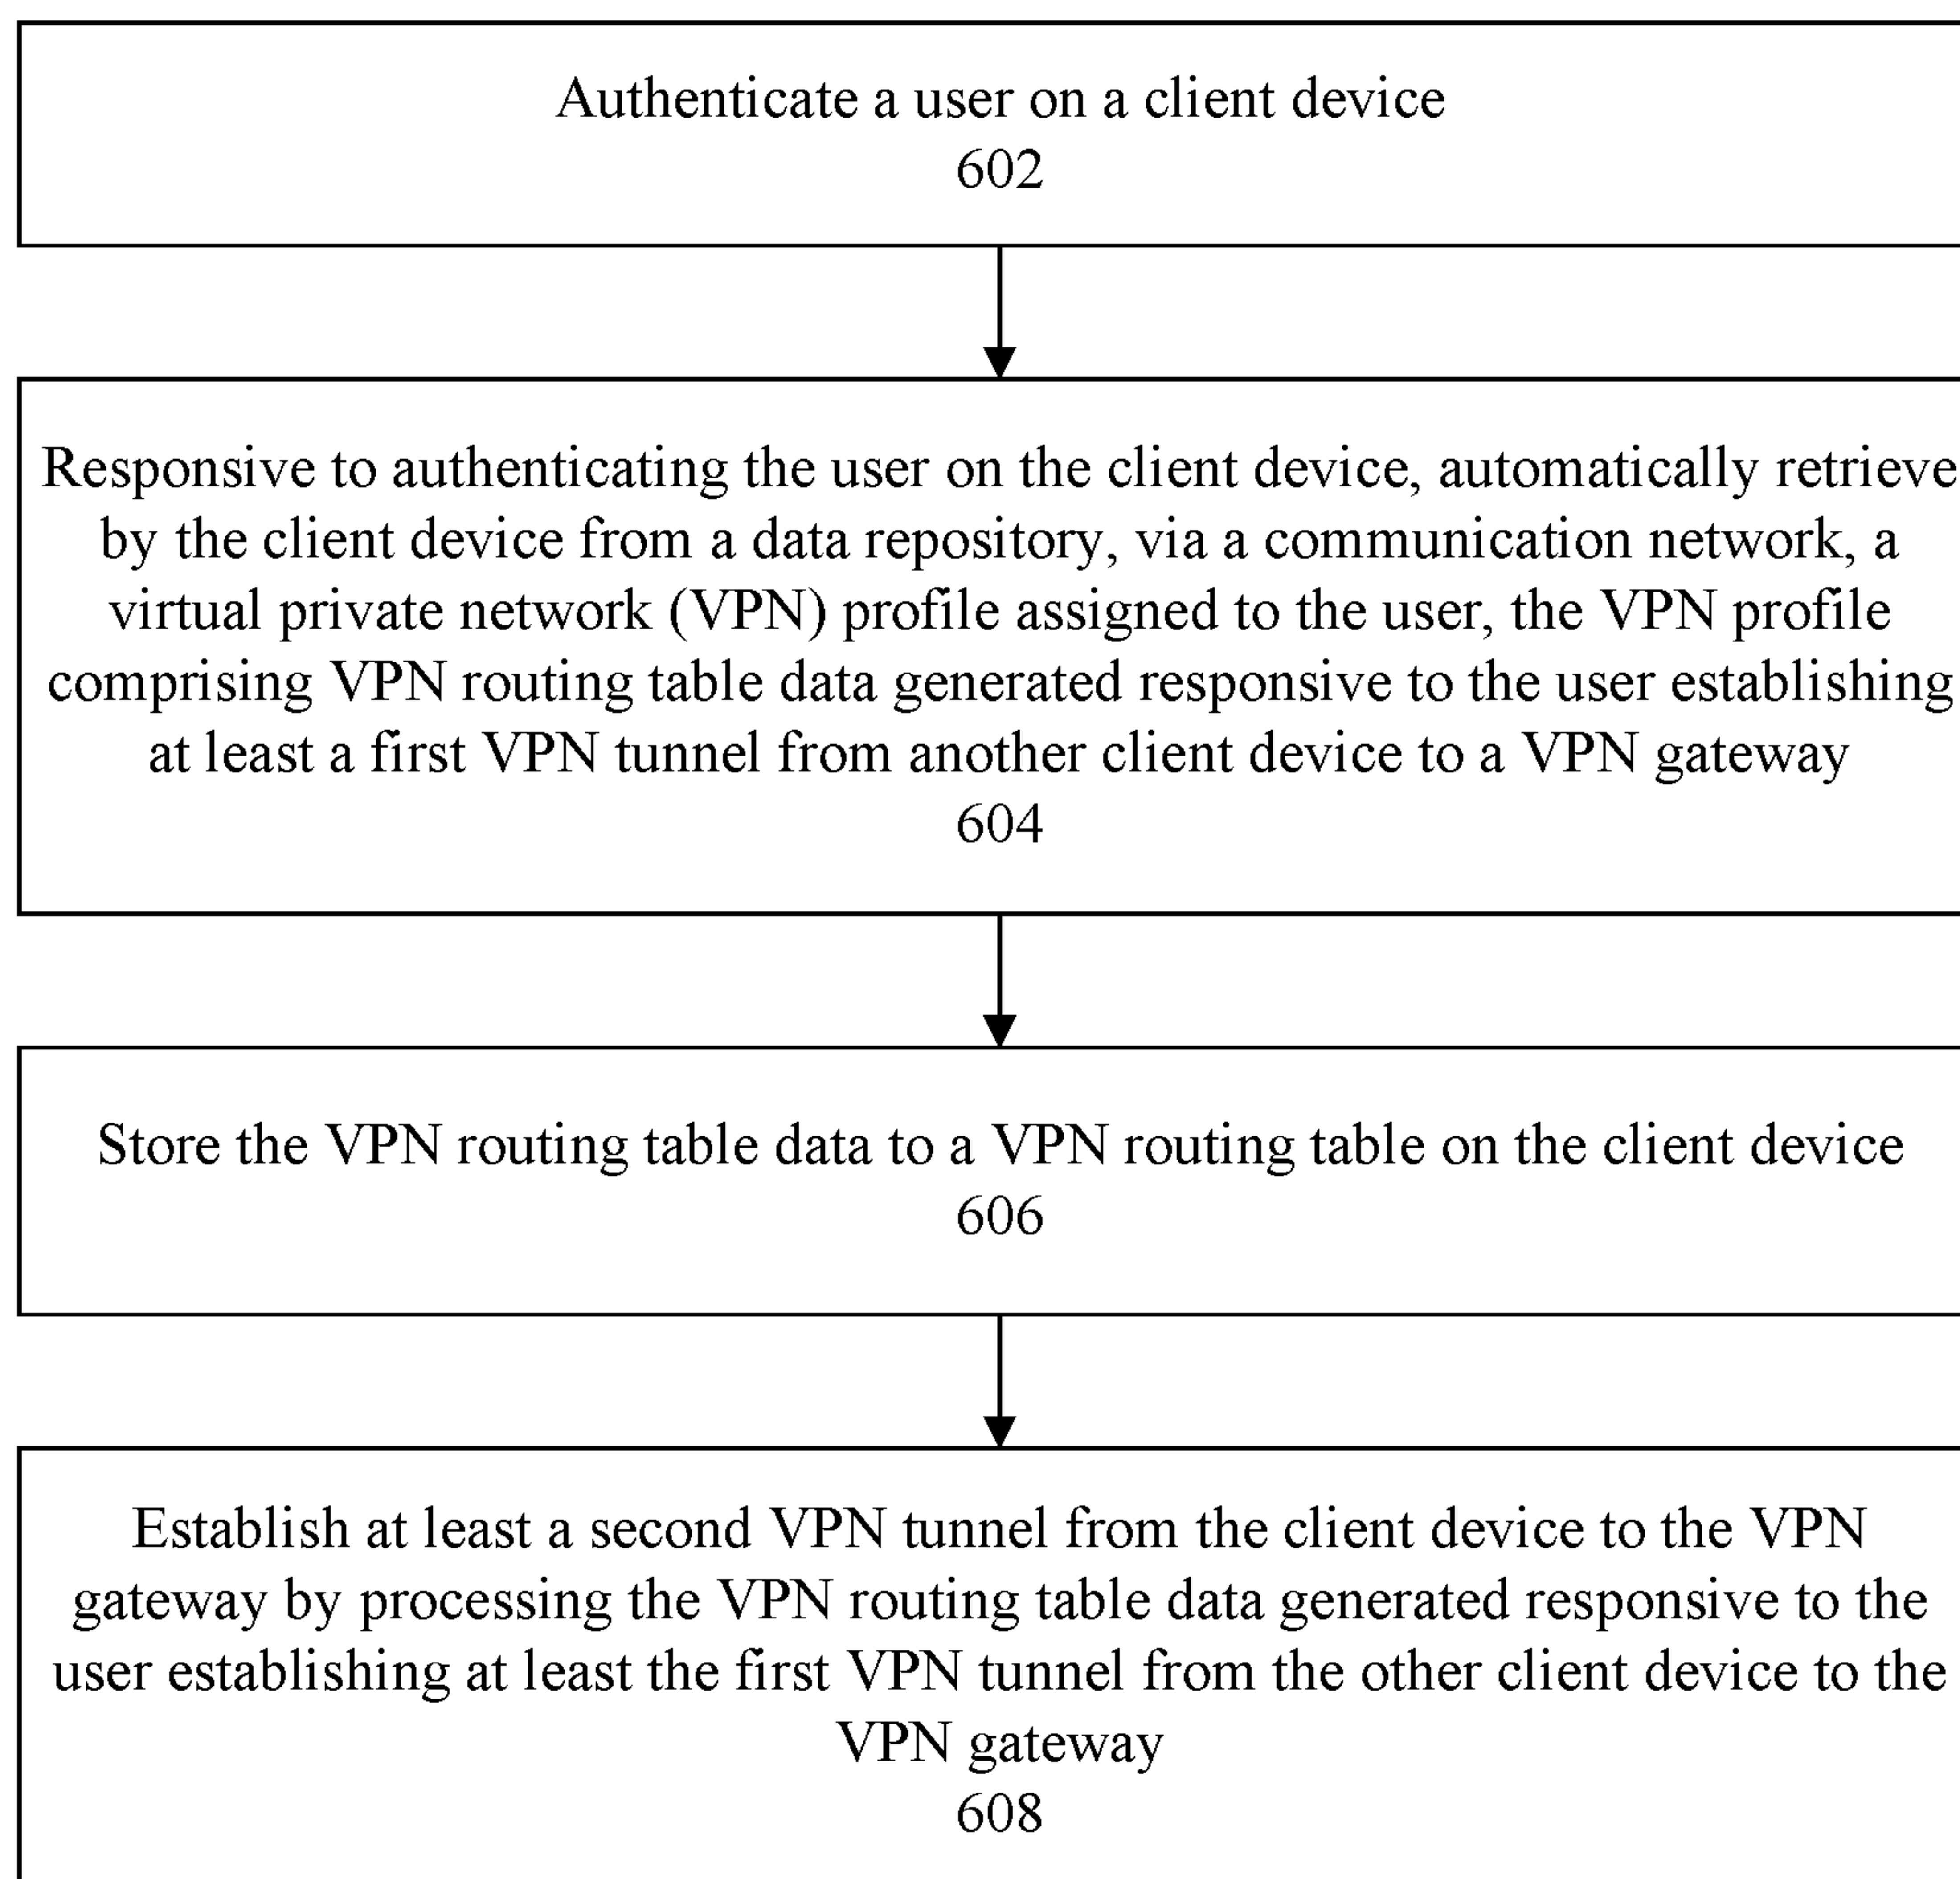 Authenticate a user on a client device
602
Responsive to authenticating the user on the client device, automatically retrieve
by the client device from a data repository, via a communication network, a
virtual private network (VPN) profile assigned to the user, the VPN profile
comprising VPN routing table data generated responsive to the user establishing
at least a first VPN tunnel from another client device to a VPN gateway
604
Store the VPN routing table data to a VPN routing table on the client device
606
Establish at least a second VPN tunnel from the client device to the VPN
gateway by processing the VPN routing table data generated responsive to the
user establishing at least the first VPN tunnel from the other client device to the
VPN gateway
608